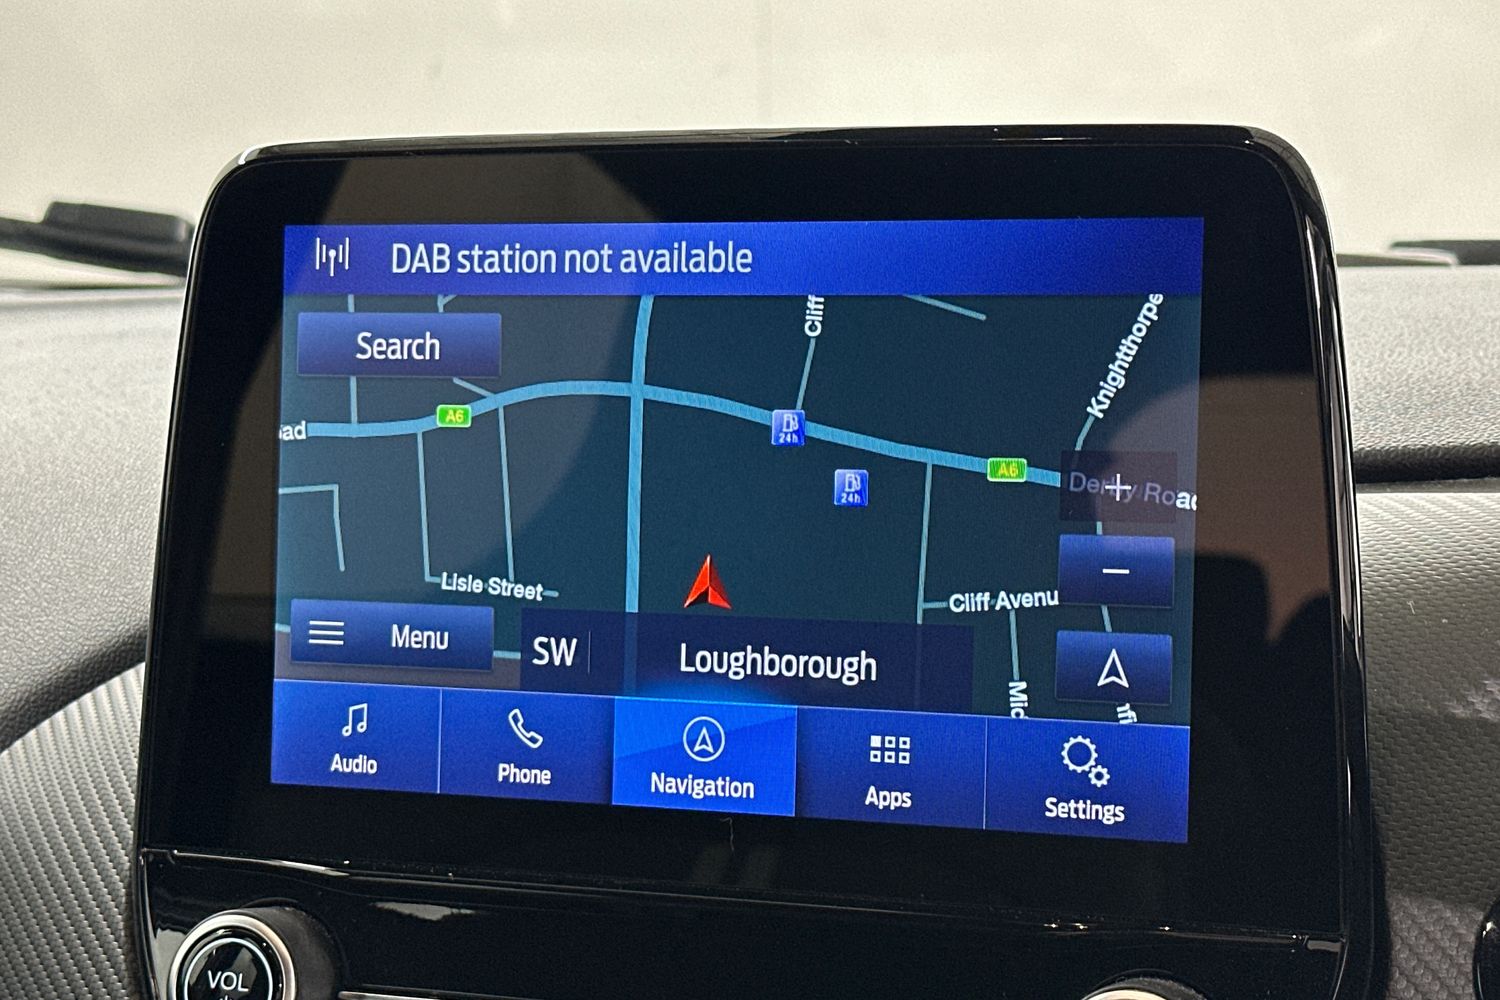 DAB station not available
Search
Cliff
Knightthorpe
A6
24h
24h
A6
Derby Road
Lisle Street
Cliff Avenu
Menu
SW
Loughborough
Audio
Phone
Navigation
Apps
Settings
VOL